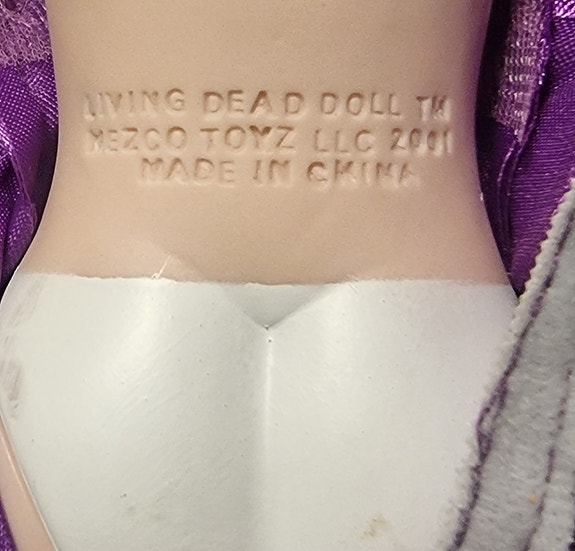 LIVING DEAD DOLL TM
MEZCO TOYZ LLC 2001
MADE IN CHINA